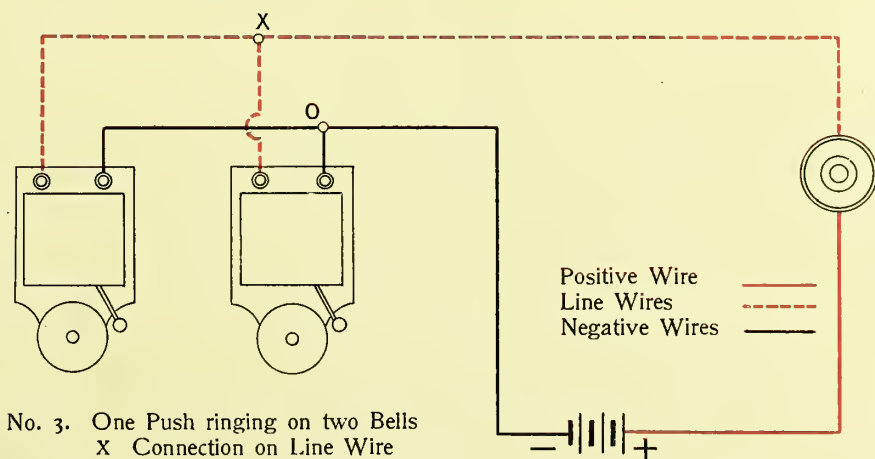 X
O
Positive Wire
Line Wires
Negative Wires
− +
No. 3. One Push ringing on two Bells
X Connection on Line Wire